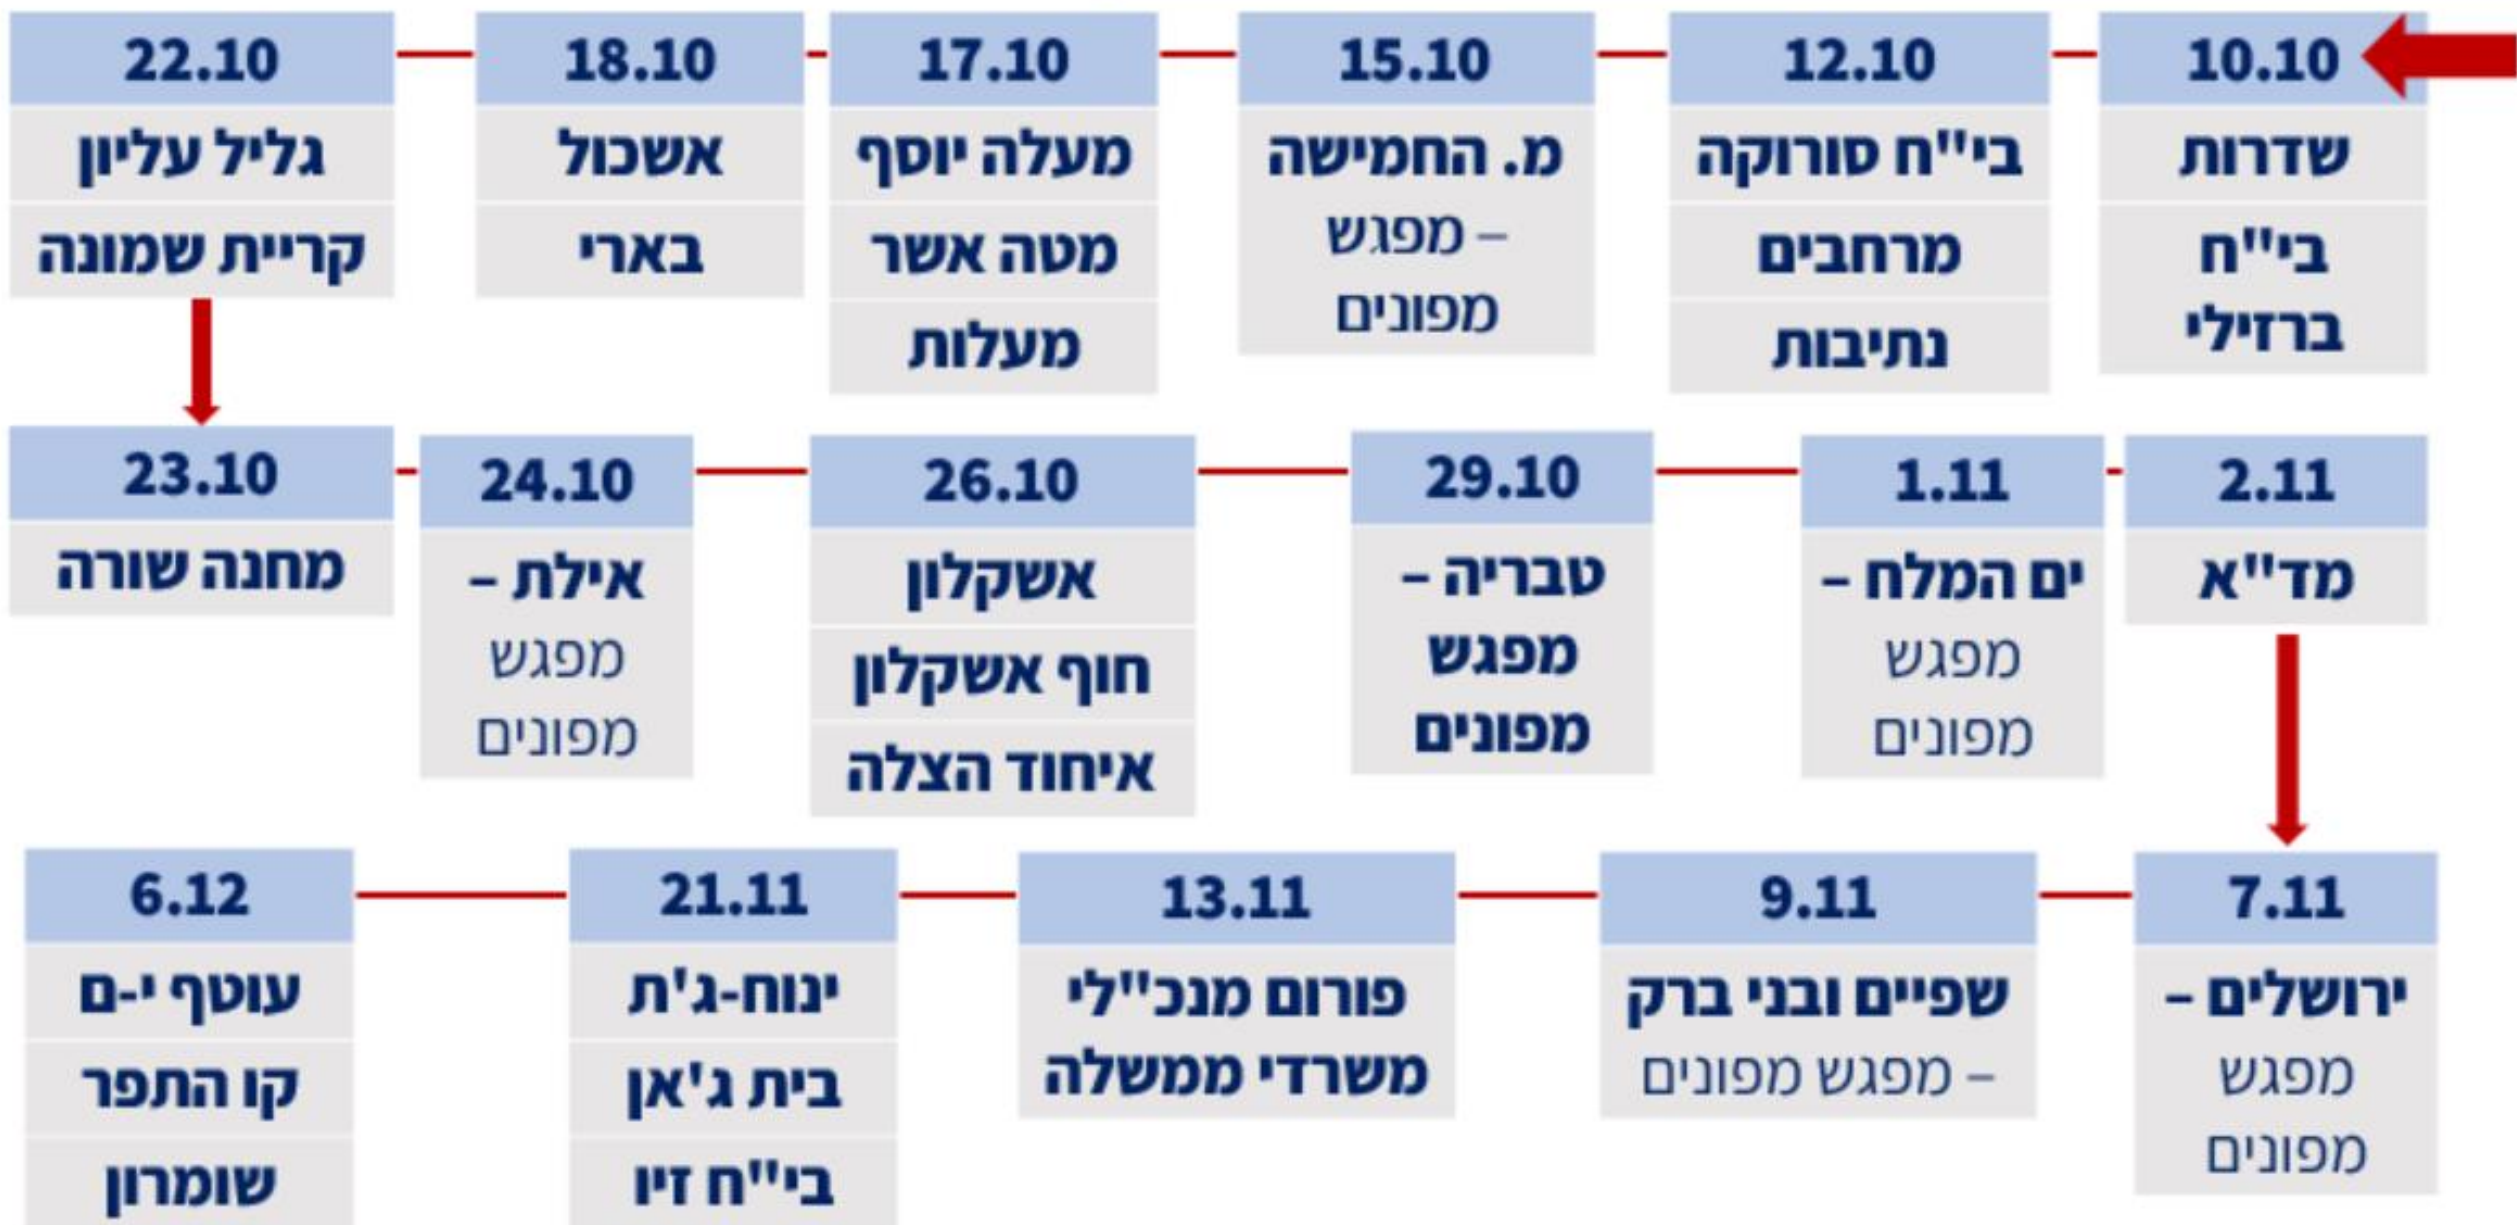 10.10
שדרות
בי"ח
ברזילי
12.10
בי"ח סורוקה
מרחבים
נתיבות
15.10
מ. החמישה
– מפגש
מפונים
17.10
מעלה יוסף
מטה אשר
מעלות
18.10
אשכול
בארי
22.10
גליל עליון
קריית שמונה
23.10
מחנה שורה
24.10
אילת –
מפגש
מפונים
26.10
אשקלון
חוף אשקלון
איחוד הצלה
29.10
טבריה –
מפגש
מפונים
1.11
ים המלח –
מפגש
מפונים
2.11
מד"א
7.11
ירושלים –
מפגש
מפונים
9.11
שפיים ובני ברק
– מפגש מפונים
13.11
פורום מנכ"לי
משרדי ממשלה
21.11
ינוח-ג'ת
בית ג'אן
בי"ח זיו
6.12
עוטף י-ם
קו התפר
שומרון